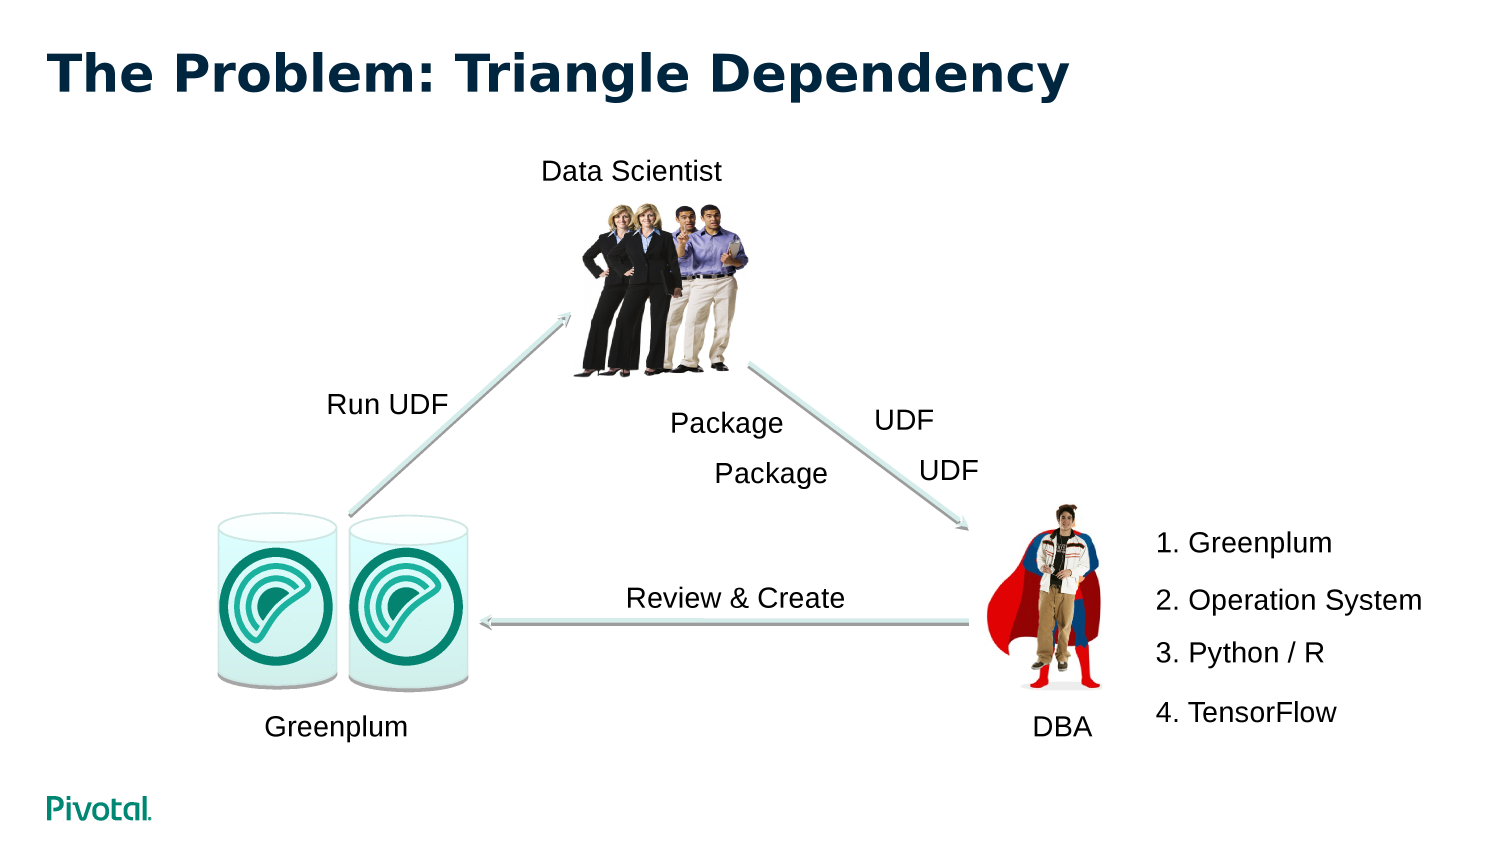 The Problem: Triangle Dependency
Data Scientist
Run UDF
Package
UDF
Package
UDF
1. Greenplum
Review & Create
2. Operation System
3. Python / R
4. TensorFlow
Greenplum
DBA
Pivotal.